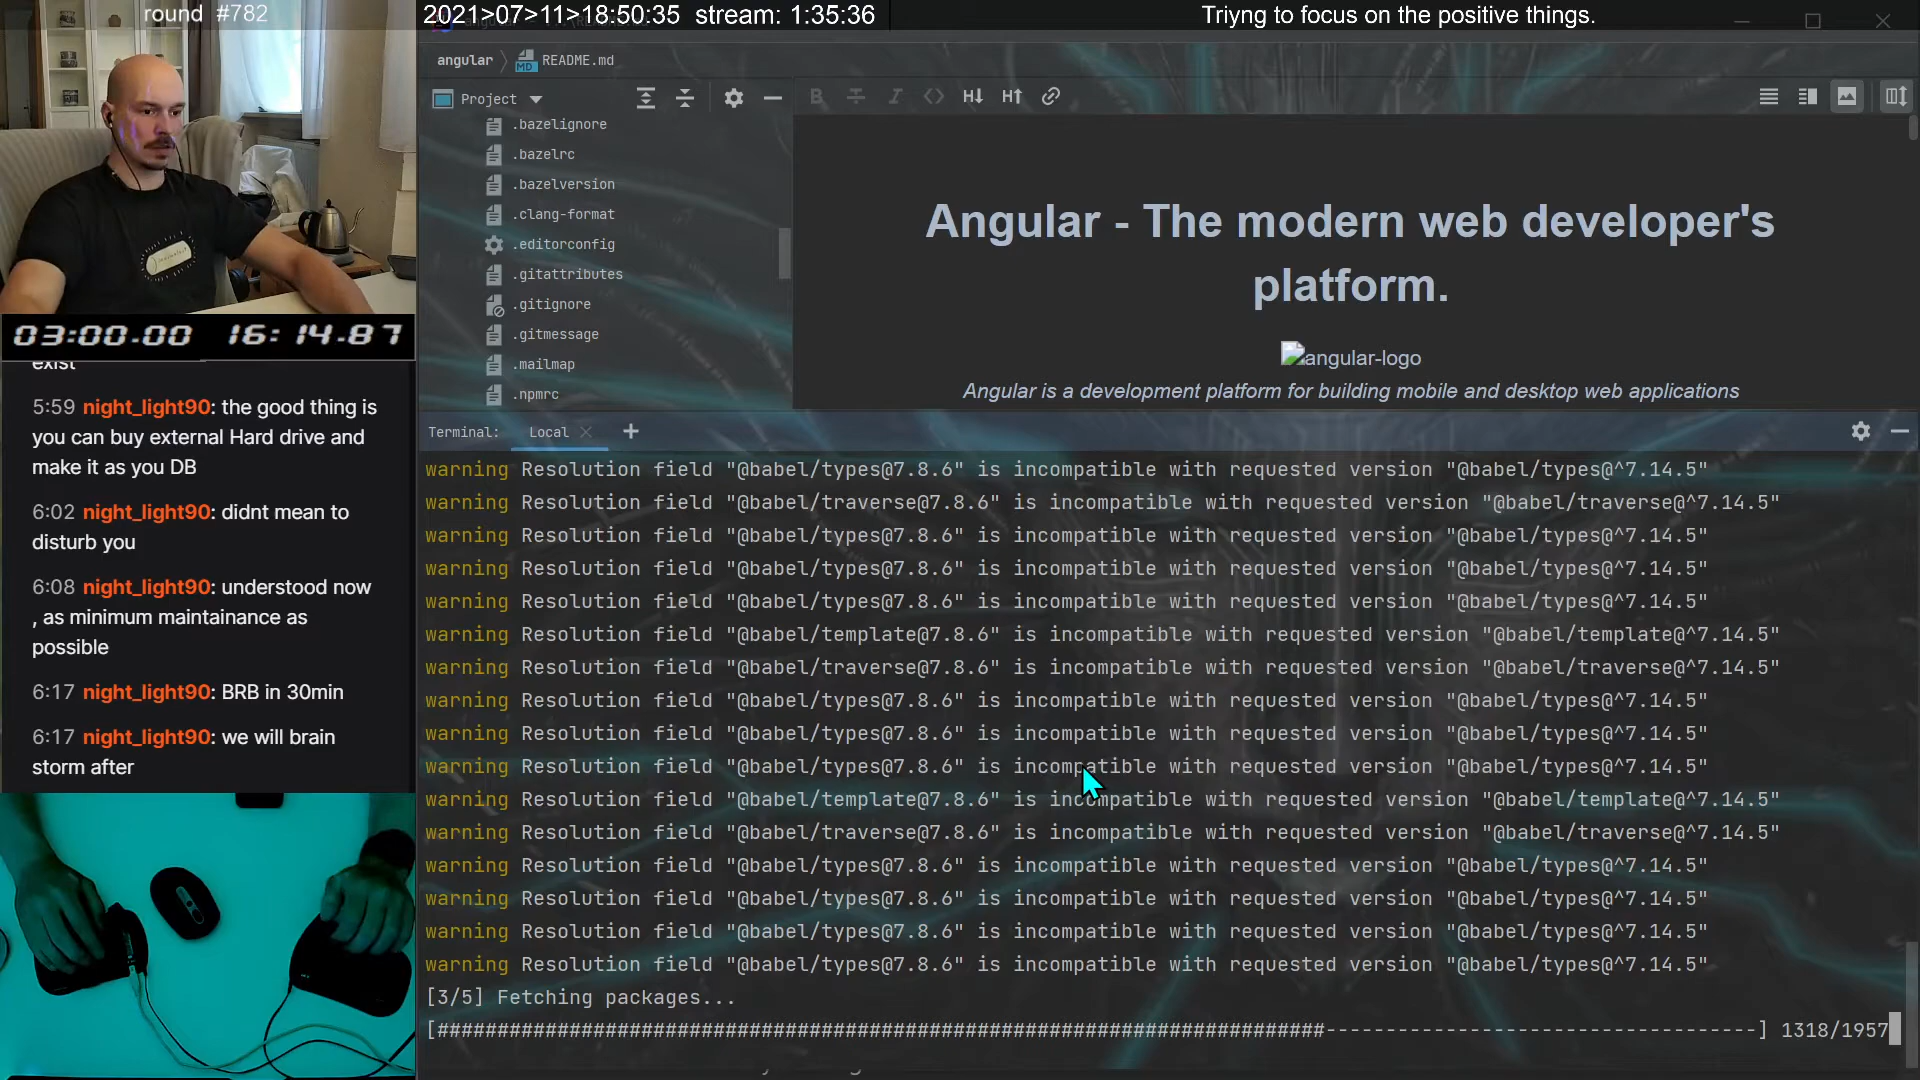 round #782
2021>07>11>18:50:35 stream: 1:35:36
Triyng to focus on the positive things.
angular
README.md
Project
.bazelignore
.bazelrc
.bazelversion
.clang-format
.editorconfig
.gitattributes
.gitignore
.gitmessage
.mailmap
.npmrc
Angular - The modern web developer's
platform.
angular-logo
Angular is a development platform for building mobile and desktop web applications
03:00.00 16:14.87
exist
5:59 night_light90: the good thing is
you can buy external Hard drive and
make it as you DB
6:02 night_light90: didnt mean to
disturb you
6:08 night_light90: understood now
, as minimum maintainance as
possible
6:17 night_light90: BRB in 30min
6:17 night_light90: we will brain
storm after
Terminal: Local
warning Resolution field "@babel/types@7.8.6" is incompatible with requested version "@babel/types@^7.14.5"
warning Resolution field "@babel/traverse@7.8.6" is incompatible with requested version "@babel/traverse@^7.14.5"
warning Resolution field "@babel/types@7.8.6" is incompatible with requested version "@babel/types@^7.14.5"
warning Resolution field "@babel/types@7.8.6" is incompatible with requested version "@babel/types@^7.14.5"
warning Resolution field "@babel/types@7.8.6" is incompatible with requested version "@babel/types@^7.14.5"
warning Resolution field "@babel/template@7.8.6" is incompatible with requested version "@babel/template@^7.14.5"
warning Resolution field "@babel/traverse@7.8.6" is incompatible with requested version "@babel/traverse@^7.14.5"
warning Resolution field "@babel/types@7.8.6" is incompatible with requested version "@babel/types@^7.14.5"
warning Resolution field "@babel/types@7.8.6" is incompatible with requested version "@babel/types@^7.14.5"
warning Resolution field "@babel/types@7.8.6" is incompatible with requested version "@babel/types@^7.14.5"
warning Resolution field "@babel/template@7.8.6" is incompatible with requested version "@babel/template@^7.14.5"
warning Resolution field "@babel/traverse@7.8.6" is incompatible with requested version "@babel/traverse@^7.14.5"
warning Resolution field "@babel/types@7.8.6" is incompatible with requested version "@babel/types@^7.14.5"
warning Resolution field "@babel/types@7.8.6" is incompatible with requested version "@babel/types@^7.14.5"
warning Resolution field "@babel/types@7.8.6" is incompatible with requested version "@babel/types@^7.14.5"
warning Resolution field "@babel/types@7.8.6" is incompatible with requested version "@babel/types@^7.14.5"
[3/5] Fetching packages...
[##########################################################################------------------------------------] 1318/1957